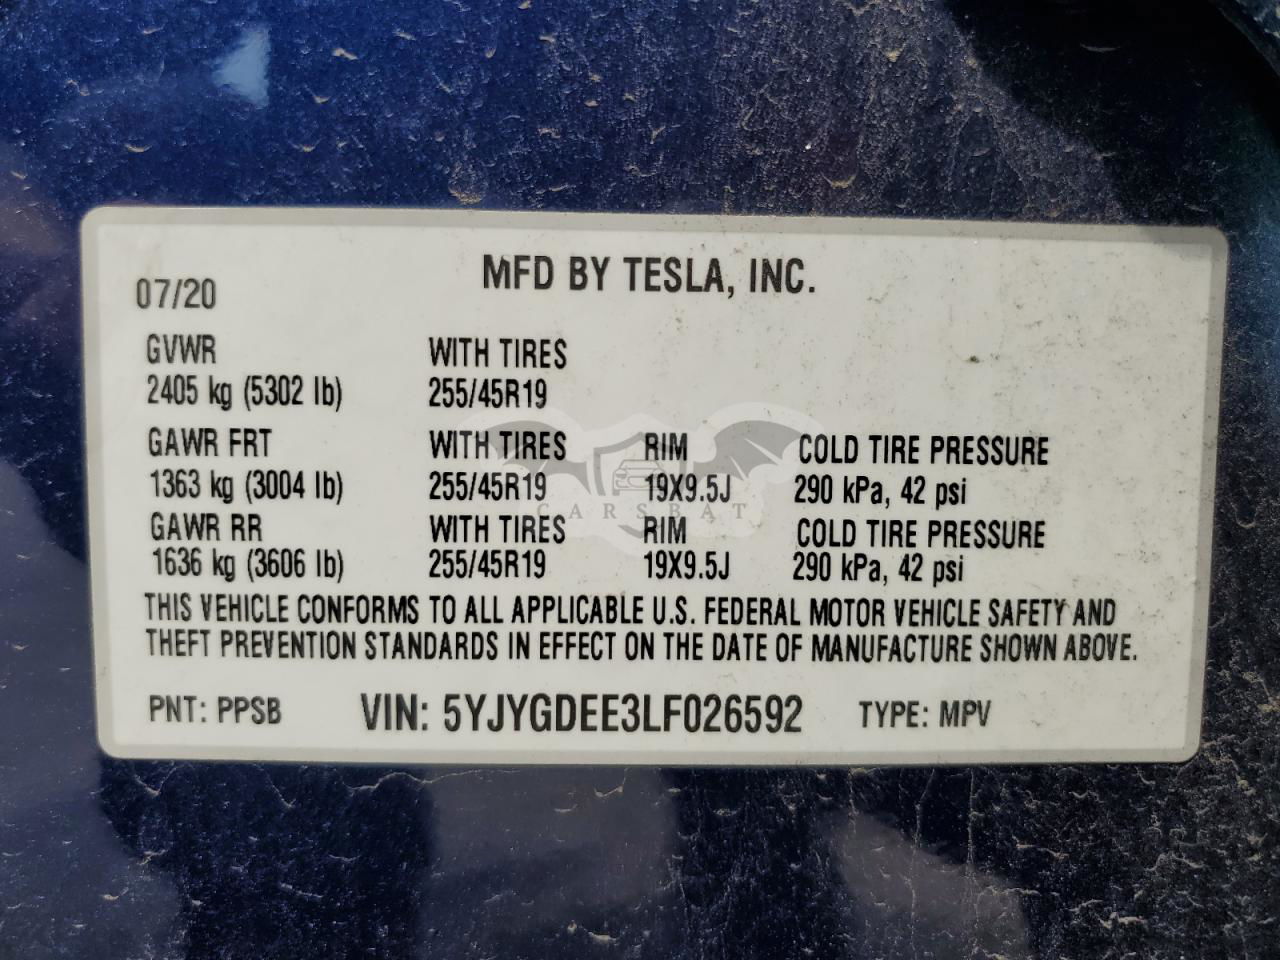 MFD BY TESLA, INC.
07/20
GVWR WITH TIRES
2405 kg (5302 lb) 255/45R19
GAWR FRT WITH TIRES RIM COLD TIRE PRESSURE
1363 kg (3004 lb) 255/45R19 19X9.5J 290 kPa, 42 psi
CARSBAT
GAWR RR WITH TIRES RIM COLD TIRE PRESSURE
1636 kg (3606 lb) 255/45R19 19X9.5J 290 kPa, 42 psi
THIS VEHICLE CONFORMS TO ALL APPLICABLE U.S. FEDERAL MOTOR VEHICLE SAFETY AND
THEFT PREVENTION STANDARDS IN EFFECT ON THE DATE OF MANUFACTURE SHOWN ABOVE.
PNT: PPSB VIN: 5YJYGDEE3LF026592 TYPE: MPV